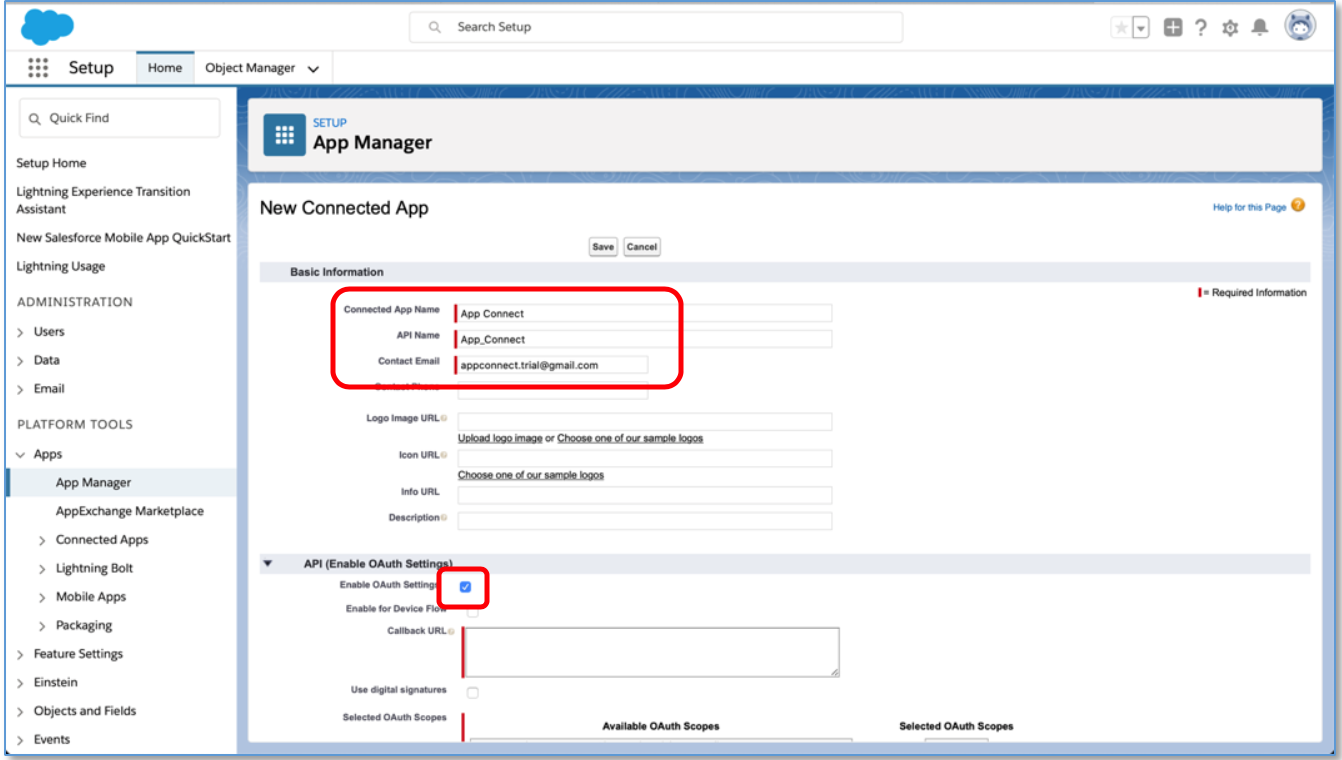 Search Setup
?
Setup
Home
Object Manager
Quick Find
Setup Home
Lightning Experience Transition
Assistant
New Salesforce Mobile App QuickStart
Lightning Usage
ADMINISTRATION
Users
Data
Email
PLATFORM TOOLS
Apps
App Manager
AppExchange Marketplace
Connected Apps
Lightning Bolt
Mobile Apps
Packaging
Feature Settings
Einstein
Objects and Fields
Events
SETUP
App Manager
New Connected App
Help for this Page ?
Save Cancel
Basic Information
= Required Information
Connected App Name App Connect
API Name App_Connect
Contact Email appconnect.trial@gmail.com
Contact Phone
Logo Image URL
Upload logo image or Choose one of our sample logos
Icon URL
Choose one of our sample logos
Info URL
Description
API (Enable OAuth Settings)
Enable OAuth Settings
Enable for Device Flow
Callback URL
Use digital signatures
Selected OAuth Scopes
Available OAuth Scopes Selected OAuth Scopes